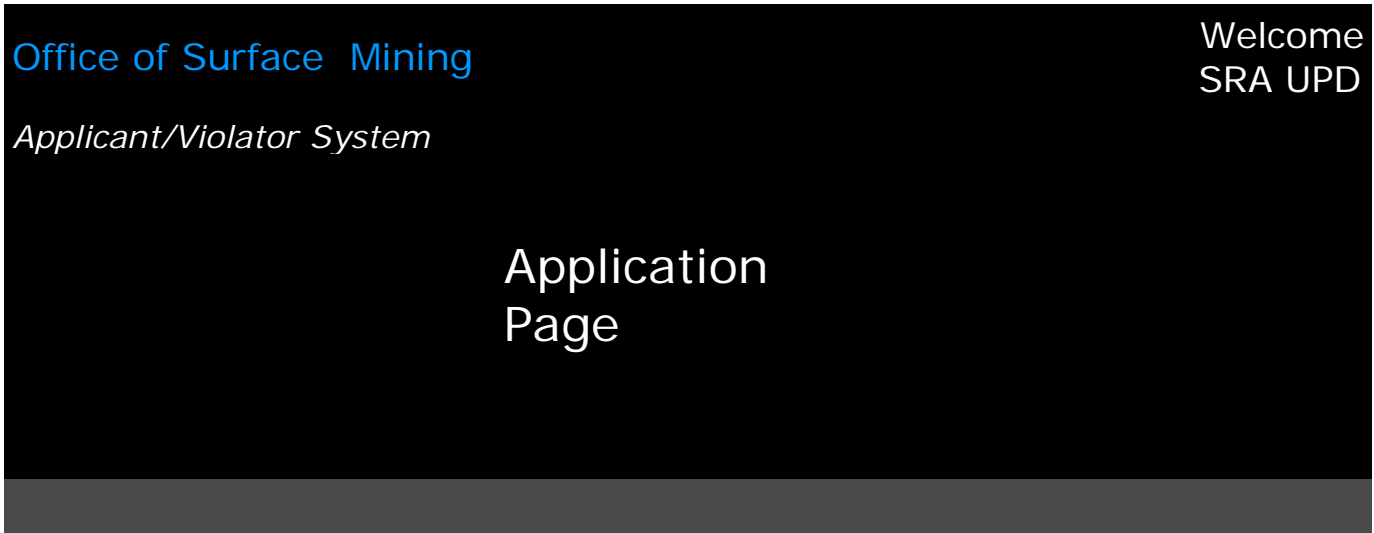 Office of Surface  Mining
Welcome
SRA UPD
Applicant/Violator System
Application
Page